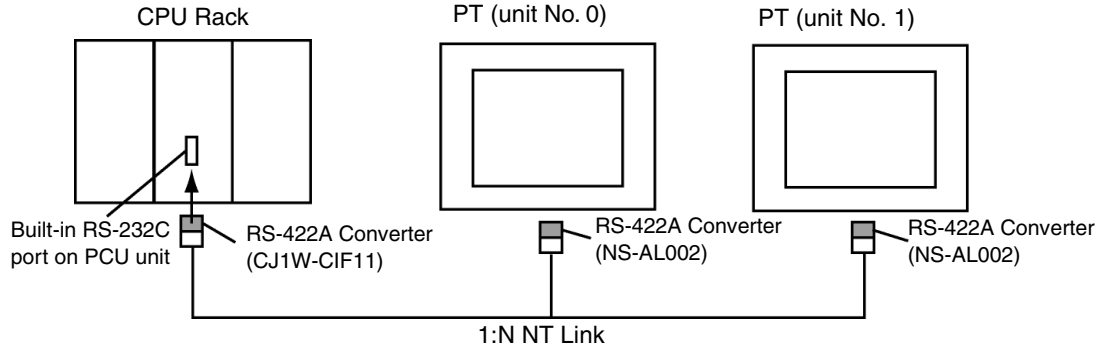 CPU Rack
PT (unit No. 0)
PT (unit No. 1)
Built-in RS-232C
port on PCU unit
RS-422A Converter
(CJ1W-CIF11)
RS-422A Converter
(NS-AL002)
RS-422A Converter
(NS-AL002)
1:N NT Link